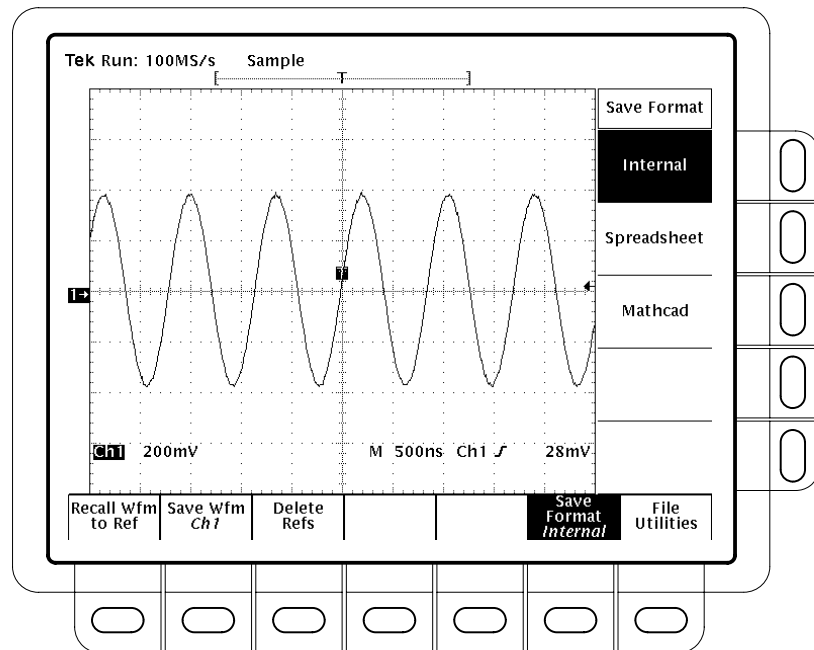 Tek Run: 100MS/s Sample
[ T ]
Save Format
Internal
Spreadsheet
Mathcad
T
1→
Ch1 200mV M 500ns Ch1 28mV
Recall Wfm
to Ref
Save Wfm
Ch1
Delete
Refs
Save
Format
Internal
File
Utilities